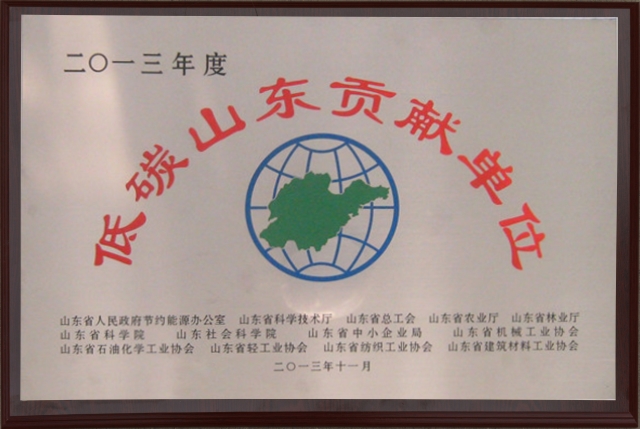 二〇一三年度
低碳山东贡献单位
山东省人民政府节约能源办公室 山东省科学技术厅 山东省总工会 山东省农业厅 山东省林业厅
山东省科学院 山东社会科学院 山东省中小企业局 山东省机械工业协会
山东省石油化学工业协会 山东省轻工业协会 山东省纺织工业协会 山东省建筑材料工业协会
二〇一三年十一月